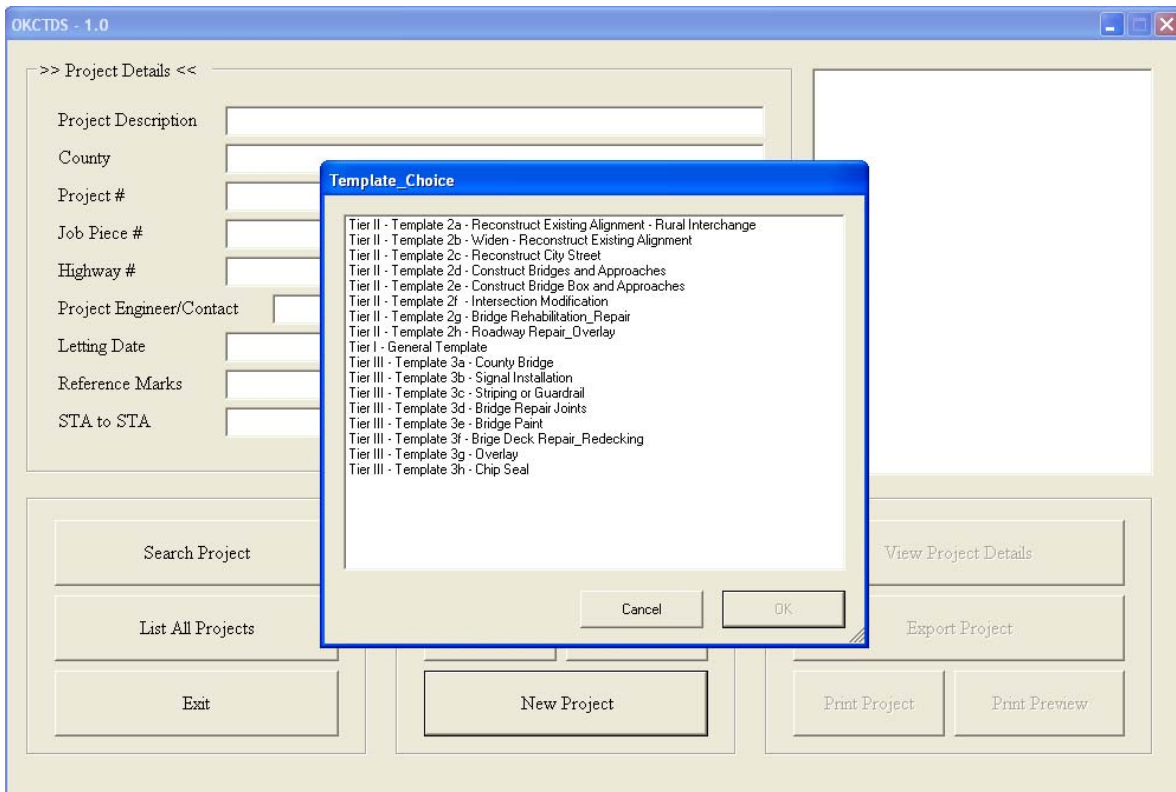 OKCTDS - 1.0
>> Project Details <<
Project Description
County
Project #
Job Piece #
Highway #
Project Engineer/Contact
Letting Date
Reference Marks
STA to STA
Template_Choice
Tier II - Template 2a - Reconstruct Existing Alignment - Rural Interchange
Tier II - Template 2b - Widen - Reconstruct Existing Alignment
Tier II - Template 2c - Reconstruct City Street
Tier II - Template 2d - Construct Bridges and Approaches
Tier II - Template 2e - Construct Bridge Box and Approaches
Tier II - Template 2f - Intersection Modification
Tier II - Template 2g - Bridge Rehabilitation_Repair
Tier II - Template 2h - Roadway Repair_Overlay
Tier I - General Template
Tier III - Template 3a - County Bridge
Tier III - Template 3b - Signal Installation
Tier III - Template 3c - Striping or Guardrail
Tier III - Template 3d - Bridge Repair Joints
Tier III - Template 3e - Bridge Paint
Tier III - Template 3f - Brige Deck Repair_Redecking
Tier III - Template 3g - Overlay
Tier III - Template 3h - Chip Seal
Cancel
OK
Search Project
View Project Details
List All Projects
Export Project
Exit
New Project
Print Project
Print Preview